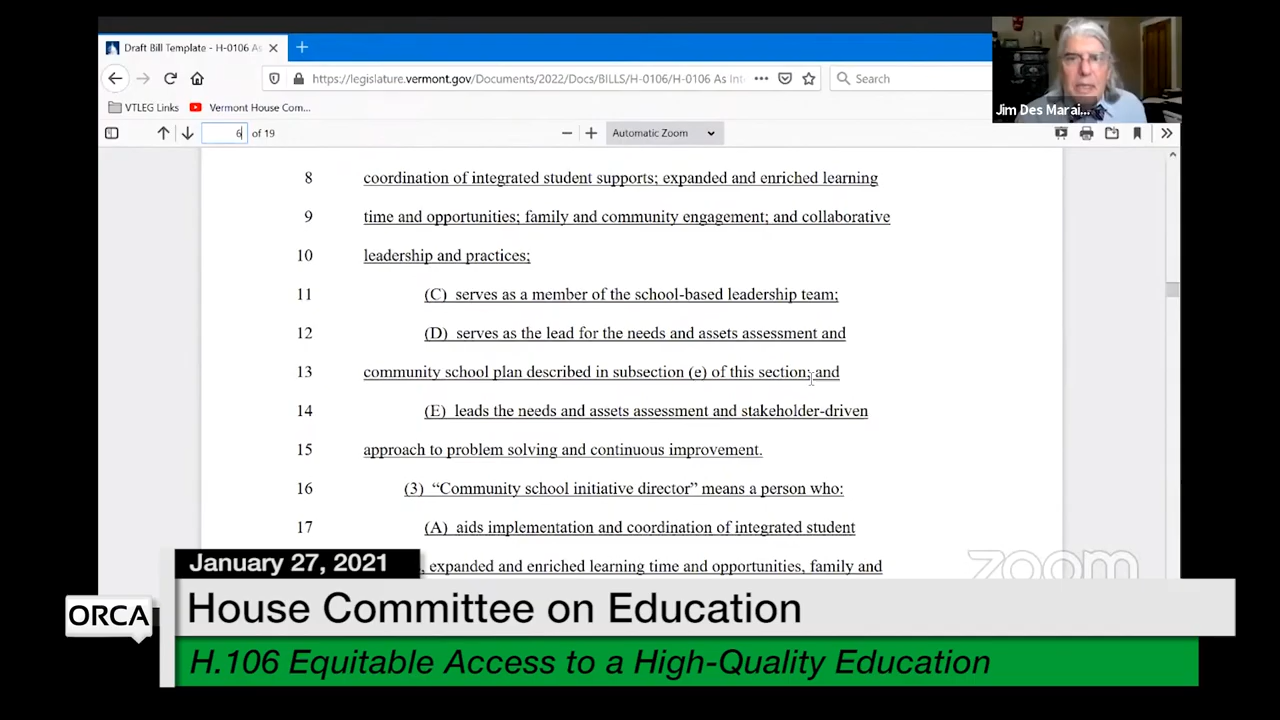 Draft Bill Template - H-0106 As
https://legislature.vermont.gov/Documents/2022/Docs/BILLS/H-0106/H-0106 As Int
Search
VTLEG Links
Vermont House Com...
Jim Des Marai...
6 of 19
Automatic Zoom
8 coordination of integrated student supports; expanded and enriched learning
9 time and opportunities; family and community engagement; and collaborative
10 leadership and practices;
11 (C) serves as a member of the school-based leadership team;
12 (D) serves as the lead for the needs and assets assessment and
13 community school plan described in subsection (e) of this section; and
14 (E) leads the needs and assets assessment and stakeholder-driven
15 approach to problem solving and continuous improvement.
16 (3) “Community school initiative director” means a person who:
17 (A) aids implementation and coordination of integrated student
, expanded and enriched learning time and opportunities, family and
zoom
January 27, 2021
ORCA
House Committee on Education
H.106 Equitable Access to a High-Quality Education